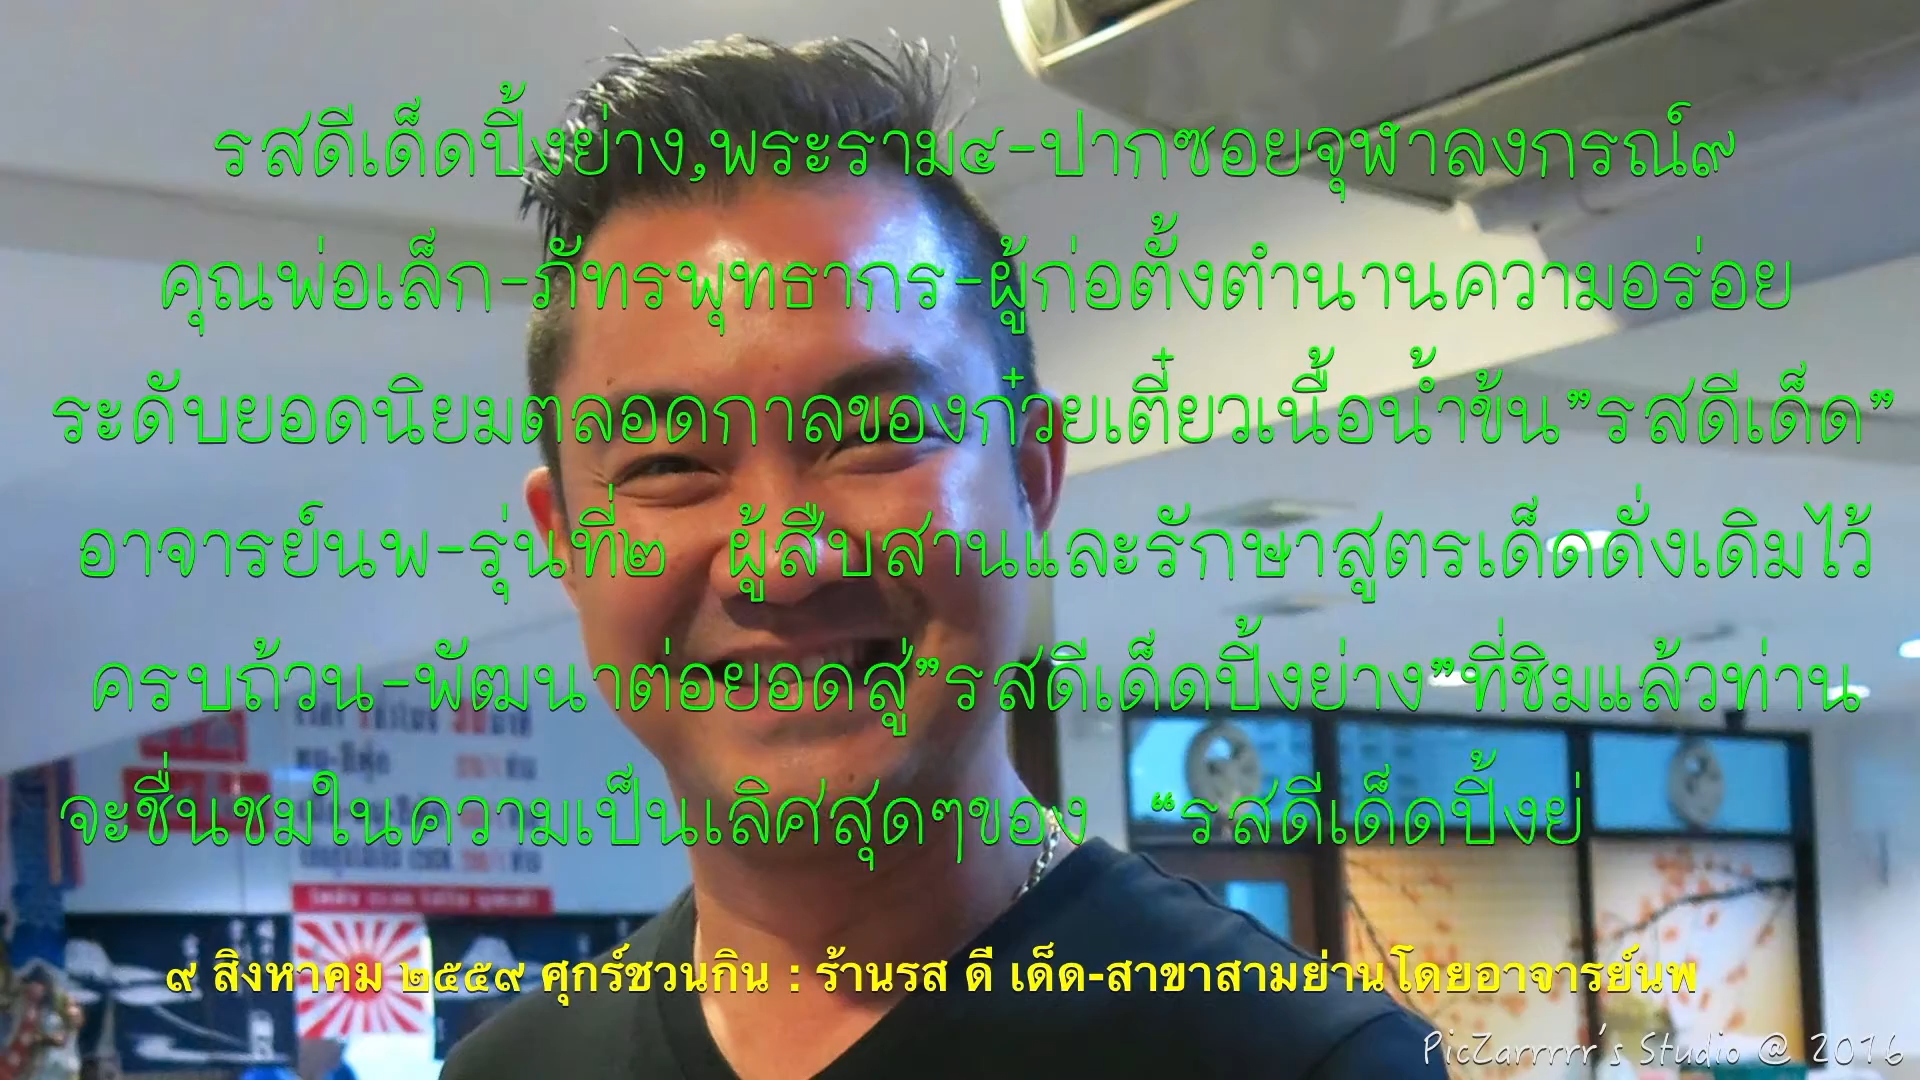 รสดีเด็ดปิ้งย่าง,พระราม๔-ปากซอยจุฬาลงกรณ์๙
คุณพ่อเล็ก-ภัทรพุทธากร-ผู้ก่อตั้งตำนานความอร่อย
ระดับยอดนิยมตลอดกาลของก๋วยเตี๋ยวเนื้อน้ำข้น”รสดีเด็ด”
อาจารย์นพ-รุ่นที่๒ ผู้สืบสานและรักษาสูตรเด็ดดั่งเดิมไว้
ครบถ้วน-พัฒนาต่อยอดสู่”รสดีเด็ดปิ้งย่าง”ที่ชิมแล้วท่าน
จะชื่นชมในความเป็นเลิศสุดๆของ “รสดีเด็ดปิ้งย่
๙ สิงหาคม ๒๕๕๙ ศุกร์ชวนกิน : ร้านรส ดี เด็ด-สาขาสามย่านโดยอาจารย์นพ
PicZarrrrr's Studio @ 2016